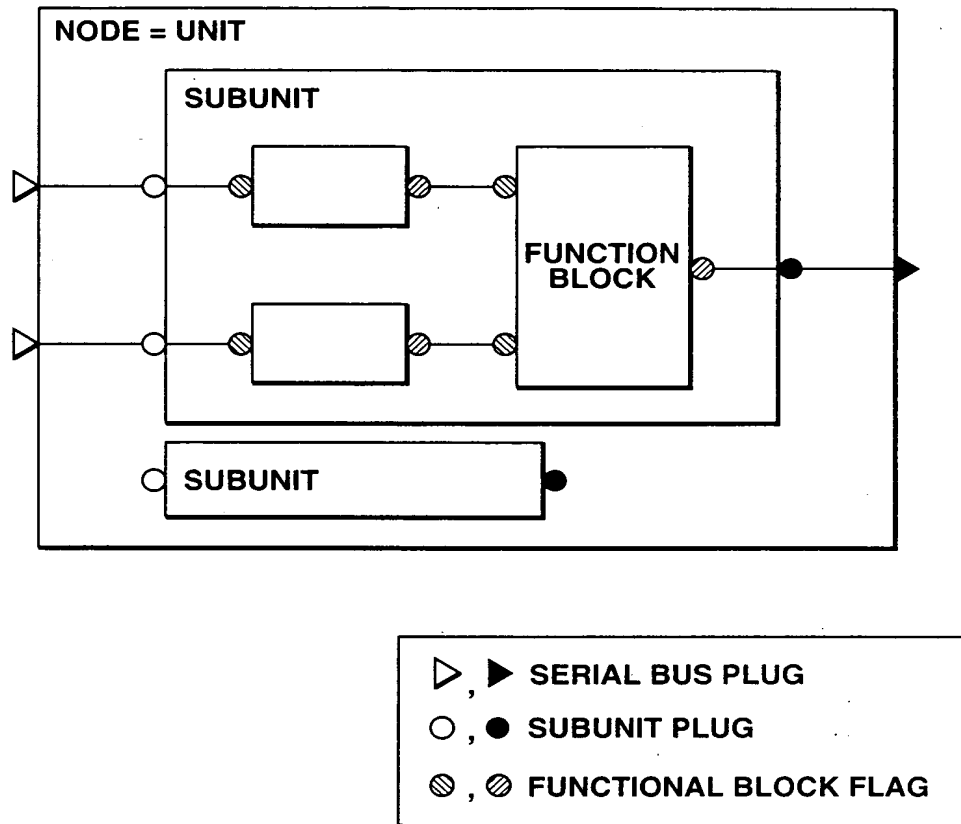 NODE = UNIT
SUBUNIT
FUNCTION
BLOCK
SUBUNIT
, SERIAL BUS PLUG
, SUBUNIT PLUG
, FUNCTIONAL BLOCK FLAG